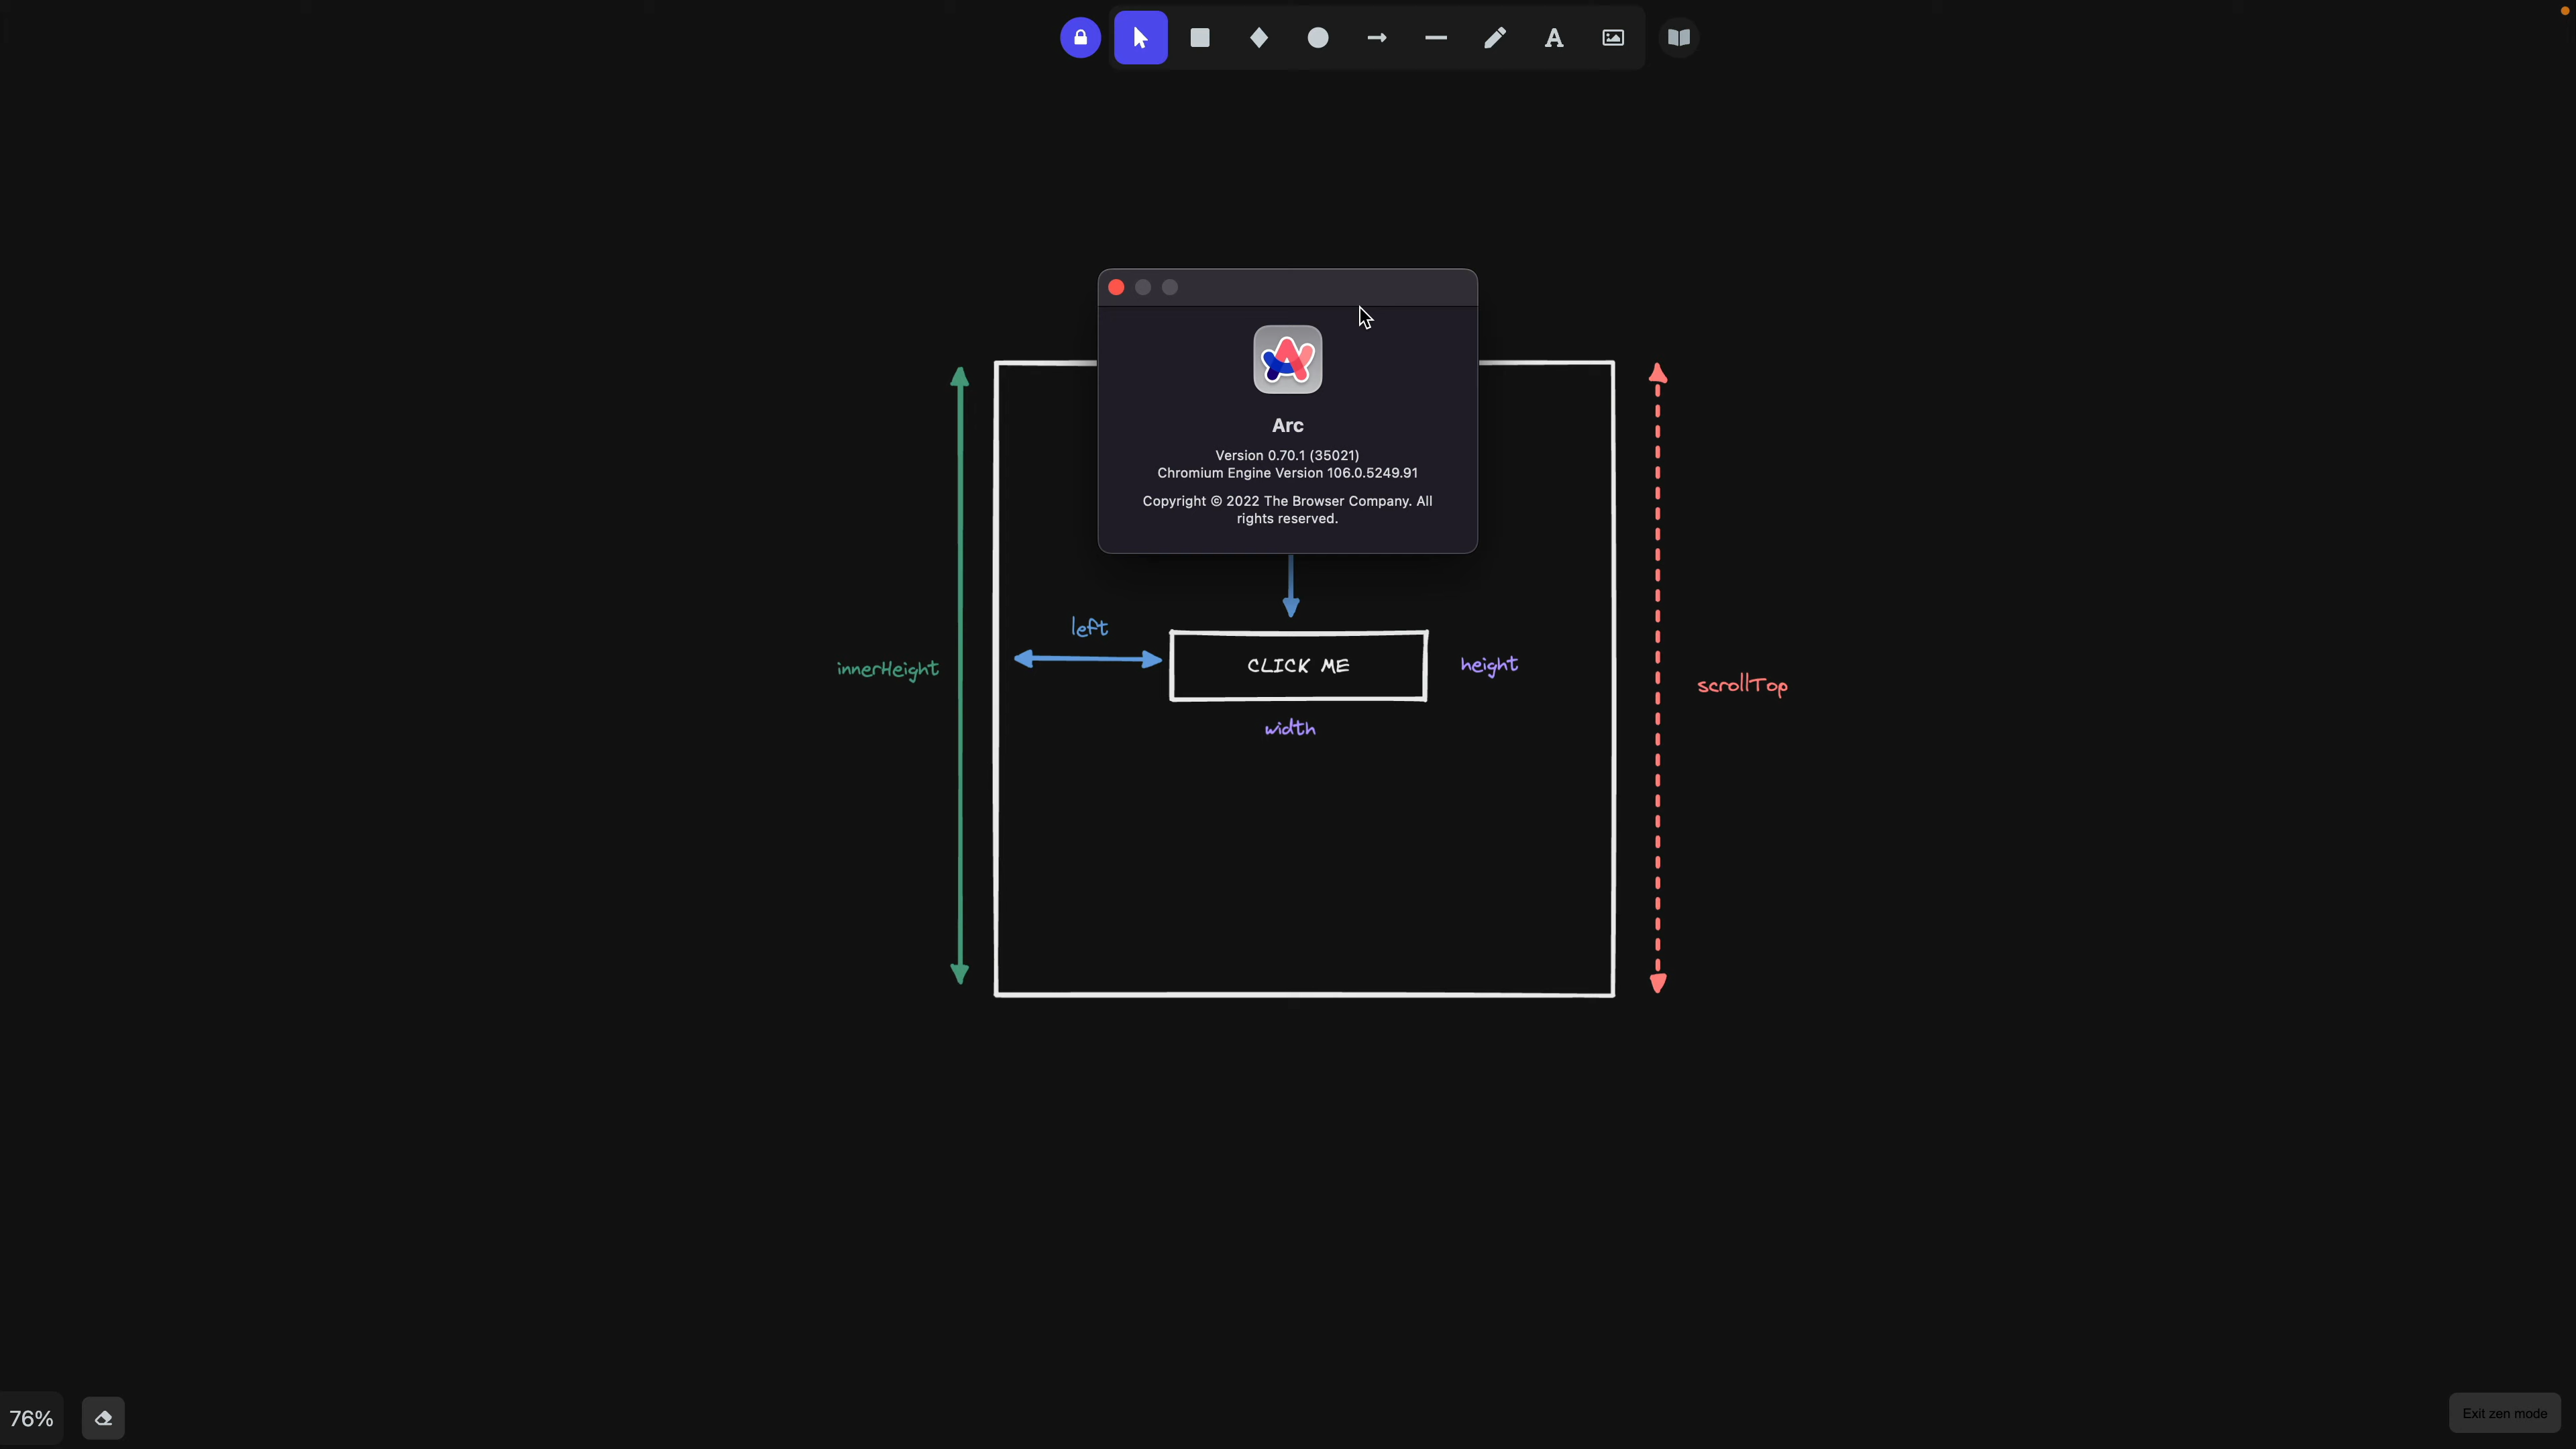 Arc
Version 0.70.1 (35021)
Chromium Engine Version 106.0.5249.91
Copyright © 2022 The Browser Company. All
rights reserved.
left
innerHeight
CLICK ME
height
scrollTop
width
76%
Exit zen mode